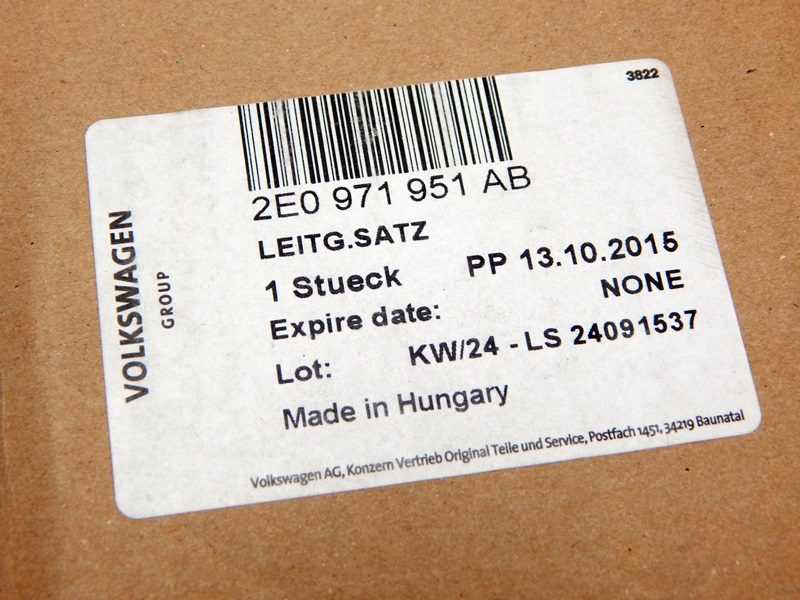 3822
2E0 971 951 AB
LEITG.SATZ
1 Stueck PP 13.10.2015
Expire date: NONE
Lot: KW/24 - LS 24091537
Made in Hungary
VOLKSWAGEN
GROUP
Volkswagen AG, Konzern Vertrieb Original Teile und Service, Postfach 1451, 34219 Baunatal